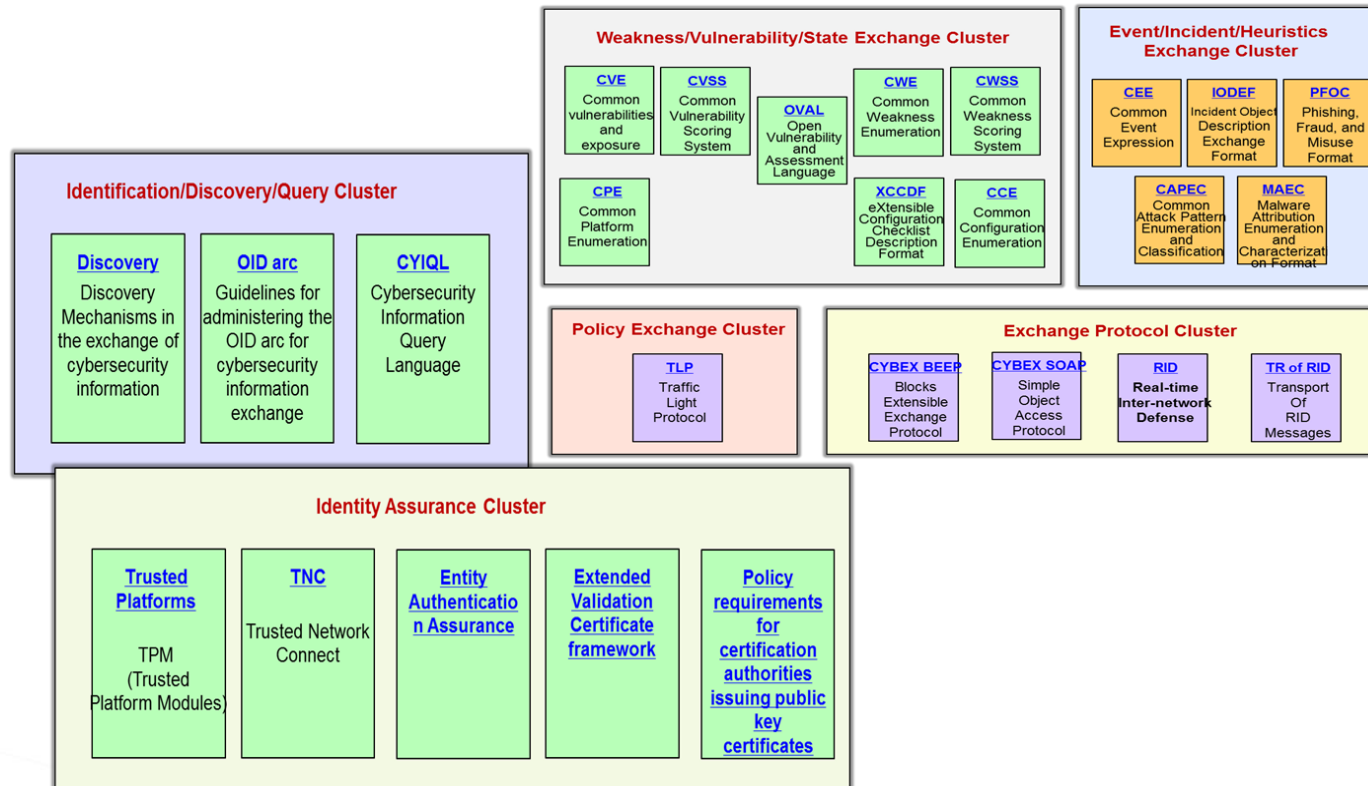 Weakness/Vulnerability/State Exchange Cluster
CVE
Common
vulnerabilities
and
exposure
CVSS
Common
Vulnerability
Scoring
System
OVAL
Open
Vulnerability
and
Assessment
Language
CWE
Common
Weakness
Enumeration
CWSS
Common
Weakness
Scoring
System
CPE
Common
Platform
Enumeration
XCCDF
eXtensible
Configuration
Checklist
Description
Format
CCE
Common
Configuration
Enumeration
Event/Incident/Heuristics
Exchange Cluster
CEE
Common
Event
Expression
IODEF
Incident Object
Description
Exchange
Format
PFOC
Phishing,
Fraud, and
Misuse
Format
CAPEC
Common
Attack Pattern
Enumeration
and
Classification
MAEC
Malware
Attribution
Enumeration
and
Characterizati
on Format
Identification/Discovery/Query Cluster
Discovery
Discovery
Mechanisms in
the exchange of
cybersecurity
information
OID arc
Guidelines for
administering the
OID arc for
cybersecurity
information
exchange
CYIQL
Cybersecurity
Information
Query
Language
Policy Exchange Cluster
TLP
Traffic
Light
Protocol
Exchange Protocol Cluster
CYBEX BEEP
Blocks
Extensible
Exchange
Protocol
CYBEX SOAP
Simple
Object
Access
Protocol
RID
Real-time
Inter-network
Defense
TR of RID
Transport
Of
RID
Messages
Identity Assurance Cluster
Trusted
Platforms
TPM
(Trusted
Platform Modules)
TNC
Trusted Network
Connect
Entity
Authenticatio
n Assurance
Extended
Validation
Certificate
framework
Policy
requirements
for
certification
authorities
issuing public
key
certificates